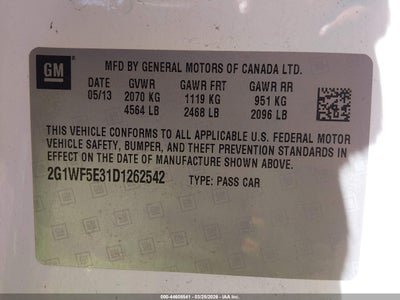 GM
MFD BY GENERAL MOTORS OF CANADA LTD.
DATE GVWR GAWR FRT GAWR RR
05/13 2070 KG 1119 KG 951 KG
4564 LB 2468 LB 2096 LB
THIS VEHICLE CONFORMS TO ALL APPLICABLE U.S. FEDERAL MOTOR
VEHICLE SAFETY, BUMPER, AND THEFT PREVENTION STANDARDS IN
EFFECT ON THE DATE OF MANUFACTURE SHOWN ABOVE.
2G1WF5E31D1262542 TYPE: PASS CAR
000-44608941 - 03/29/2026 - IAA Inc.